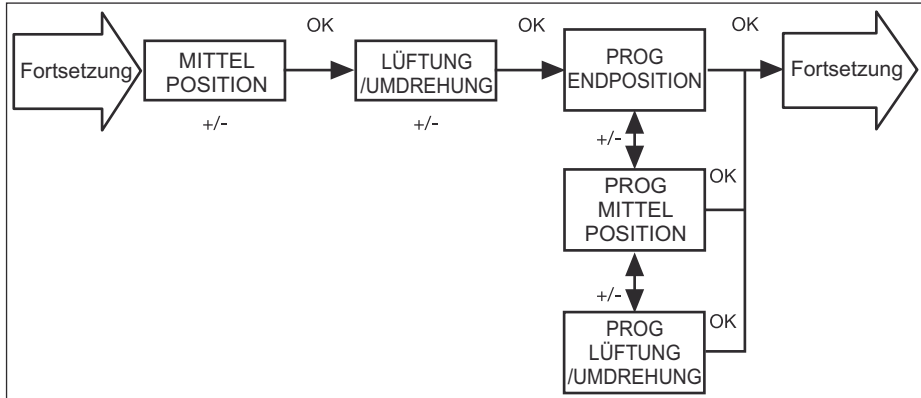 OK
OK
OK
Fortsetzung
MITTEL
POSITION
LÜFTUNG
/UMDREHUNG
PROG
ENDPOSITION
Fortsetzung
+/-
+/-
+/-
OK
PROG
MITTEL
POSITION
+/-
OK
PROG
LÜFTUNG
/UMDREHUNG